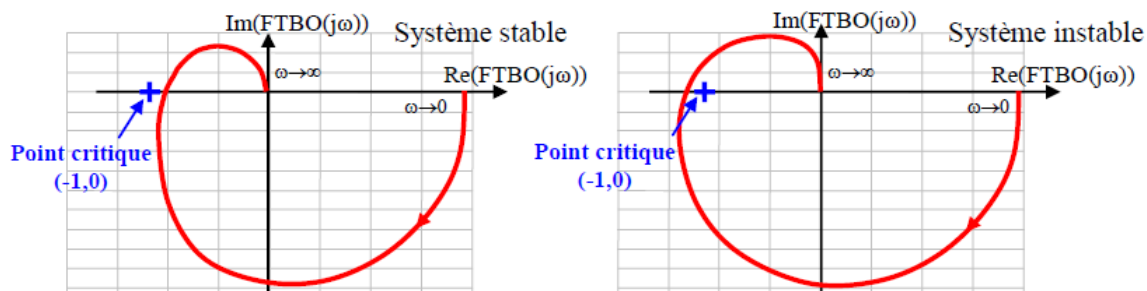 Im(FTBO(jω))
Système stable
Re(FTBO(jω))
ω→∞
ω→0
Point critique
(-1,0)
Im(FTBO(jω))
Système instable
Re(FTBO(jω))
ω→∞
ω→0
Point critique
(-1,0)